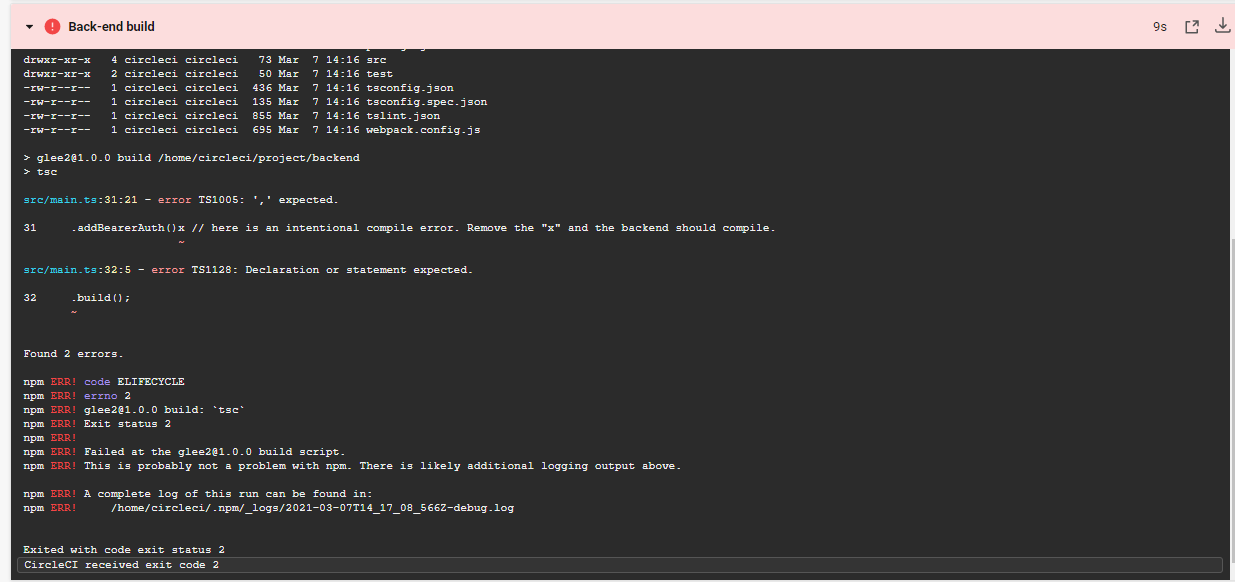 Back-end build
9s
drwxr-xr-x 4 circleci circleci 73 Mar 7 14:16 src
drwxr-xr-x 2 circleci circleci 50 Mar 7 14:16 test
-rw-r--r-- 1 circleci circleci 436 Mar 7 14:16 tsconfig.json
-rw-r--r-- 1 circleci circleci 135 Mar 7 14:16 tsconfig.spec.json
-rw-r--r-- 1 circleci circleci 855 Mar 7 14:16 tslint.json
-rw-r--r-- 1 circleci circleci 695 Mar 7 14:16 webpack.config.js
> glee2@1.0.0 build /home/circleci/project/backend
> tsc
src/main.ts:31:21 - error TS1005: ',' expected.
31 .addBearerAuth()x // here is an intentional compile error. Remove the "x" and the backend should compile.
~
src/main.ts:32:5 - error TS1128: Declaration or statement expected.
32 .build();
~
Found 2 errors.
npm ERR! code ELIFECYCLE
npm ERR! errno 2
npm ERR! glee2@1.0.0 build: `tsc`
npm ERR! Exit status 2
npm ERR!
npm ERR! Failed at the glee2@1.0.0 build script.
npm ERR! This is probably not a problem with npm. There is likely additional logging output above.
npm ERR! A complete log of this run can be found in:
npm ERR! /home/circleci/.npm/_logs/2021-03-07T14_17_08_566Z-debug.log
Exited with code exit status 2
CircleCI received exit code 2